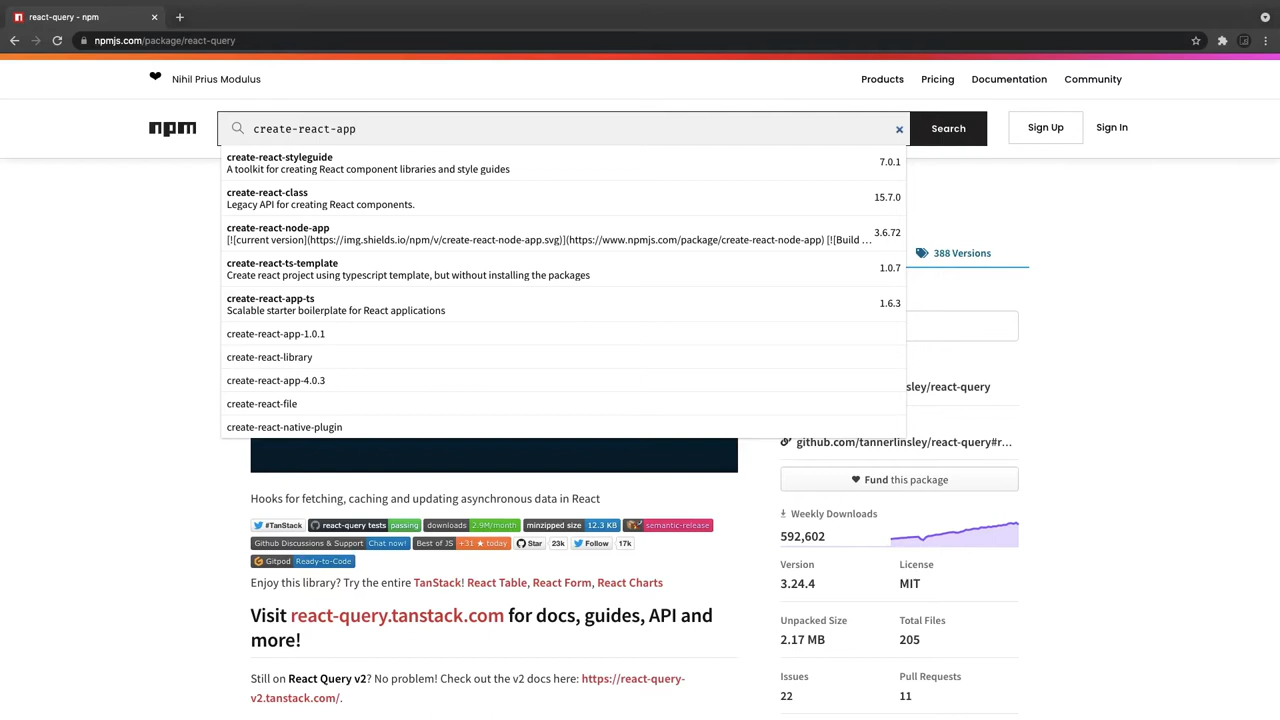 react-query - npm
npmjs.com/package/react-query
Nihil Prius Modulus
Products Pricing Documentation Community
npm
create-react-app
Search
Sign Up
Sign In
create-react-styleguide
A toolkit for creating React component libraries and style guides
7.0.1
create-react-class
Legacy API for creating React components.
15.7.0
create-react-node-app
[![current version](https://img.shields.io/npm/v/create-react-node-app.svg)](https://www.npmjs.com/package/create-react-node-app) [![Build ...
3.6.72
create-react-ts-template
Create react project using typescript template, but without installing the packages
1.0.7
create-react-app-ts
Scalable starter boilerplate for React applications
1.6.3
create-react-app-1.0.1
create-react-library
create-react-app-4.0.3
create-react-file
create-react-native-plugin
388 Versions
sley/react-query
github.com/tannerlinsley/react-query#r...
Fund this package
Weekly Downloads
592,602
Version License
3.24.4 MIT
Unpacked Size Total Files
2.17 MB 205
Issues Pull Requests
22 11
Hooks for fetching, caching and updating asynchronous data in React
#TanStack react-query tests passing downloads 2.9M/month minzipped size 12.3 KB semantic-release
Github Discussions & Support Chat now! Best of JS +31 ★ today Star 23k Follow 17k
Gitpod Ready-to-Code
Enjoy this library? Try the entire TanStack! React Table, React Form, React Charts
Visit react-query.tanstack.com for docs, guides, API and
more!
Still on React Query v2? No problem! Check out the v2 docs here: https://react-query-
v2.tanstack.com/.